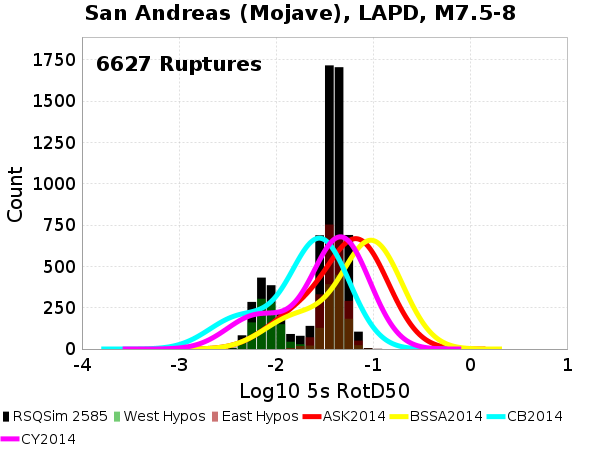 San Andreas (Mojave), LAPD, M7.5-8
6627 Ruptures
Count
1750
1500
1250
1000
750
500
250
0
-4 -3 -2 -1 0 1
Log10 5s RotD50
RSQSim 2585 West Hypos East Hypos ASK2014 BSSA2014 CB2014
CY2014